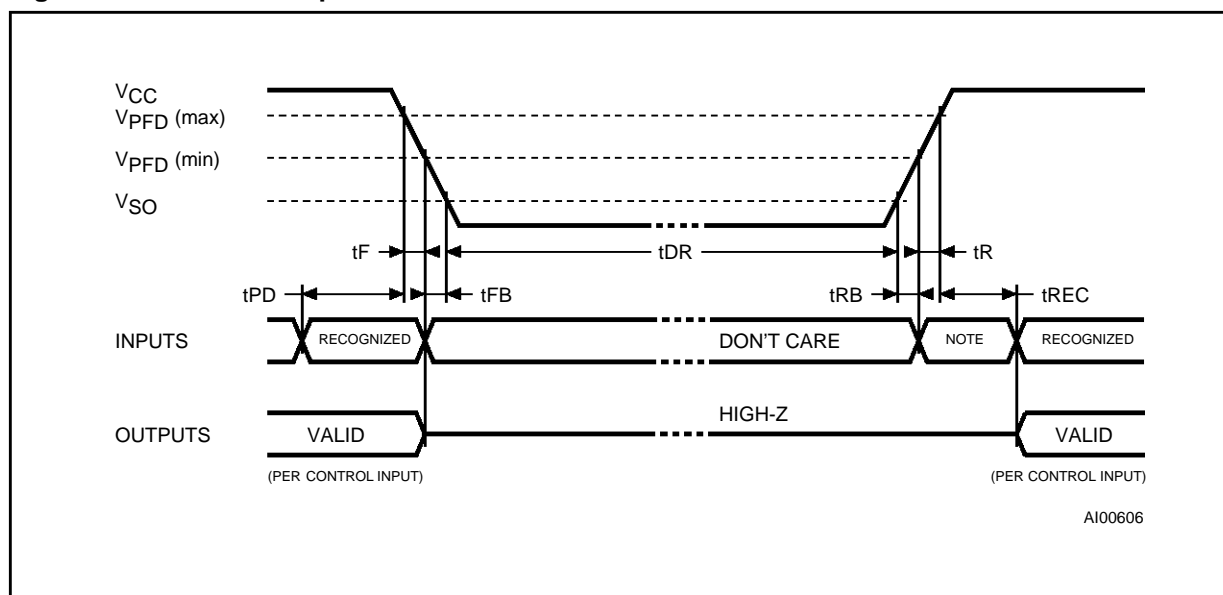 VCC
VPFD (max)
VPFD (min)
VSO
tF
tDR
tR
tPD
tFB
tRB
tREC
INPUTS
RECOGNIZED
DON'T CARE
NOTE
RECOGNIZED
HIGH-Z
OUTPUTS
VALID
VALID
(PER CONTROL INPUT)
(PER CONTROL INPUT)
AI00606